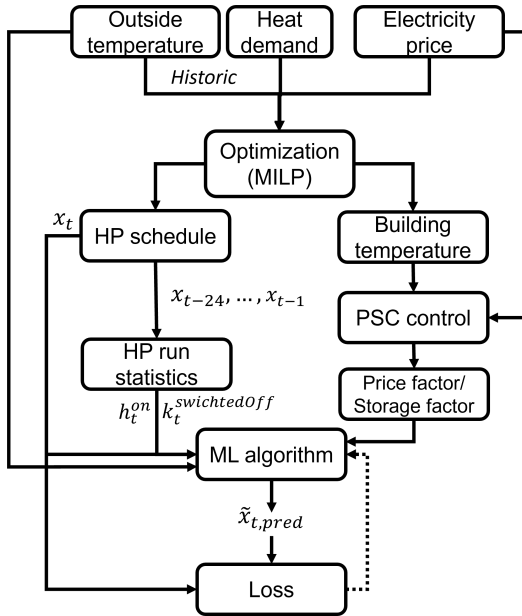 Outside
temperature
Heat
demand
Electricity
price
Historic
Optimization
(MILP)
x_t
HP schedule
Building
temperature
x_{t−24}, … , x_{t−1}
PSC control
HP run
statistics
Price factor/
Storage factor
h_t^{on} k_t^{swichtedOff}
ML algorithm
x̃_{t,pred}
Loss